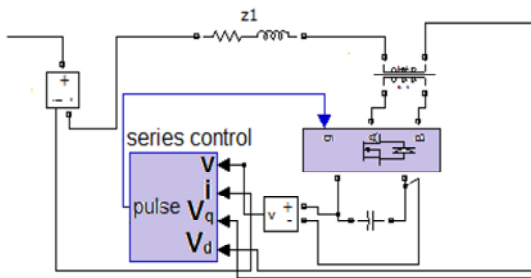 z1
+
-
i
g
A
B
series control
v
i
pulse
Vq
Vd
v
+
-